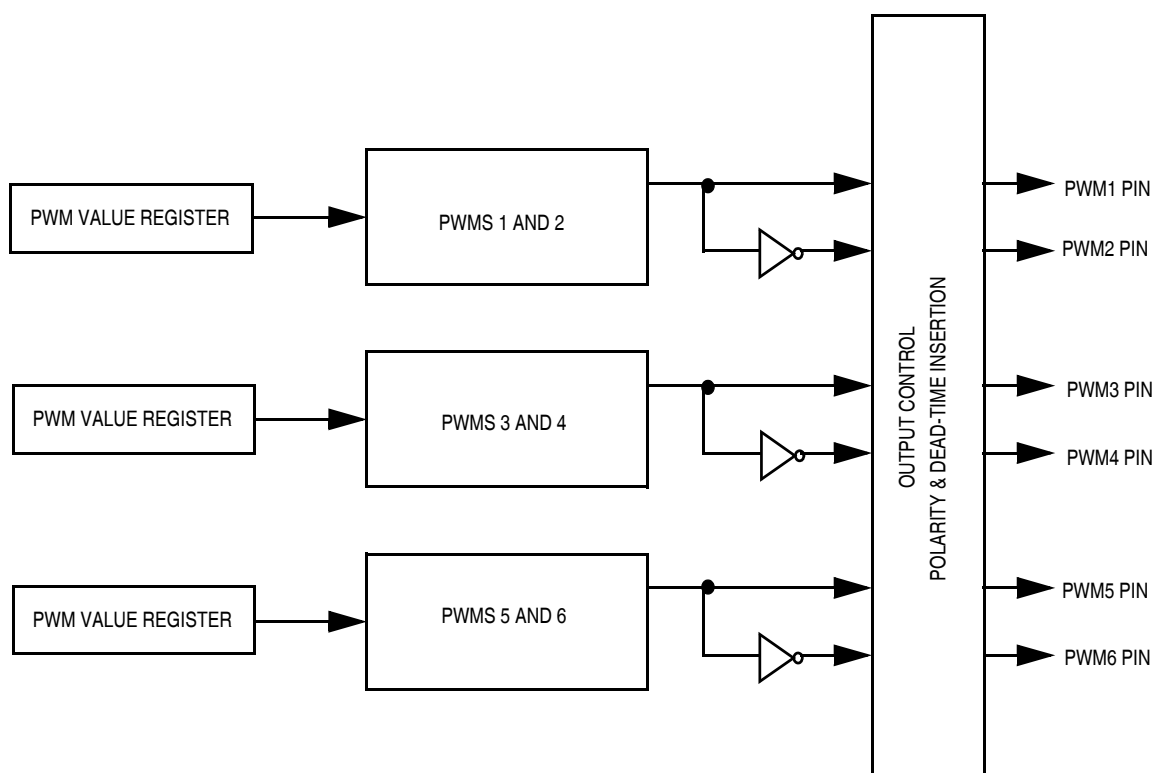 PWM VALUE REGISTER
PWMS 1 AND 2
PWM1 PIN
PWM2 PIN
PWM VALUE REGISTER
PWMS 3 AND 4
PWM3 PIN
PWM4 PIN
PWM VALUE REGISTER
PWMS 5 AND 6
PWM5 PIN
PWM6 PIN
OUTPUT CONTROL
POLARITY & DEAD-TIME INSERTION